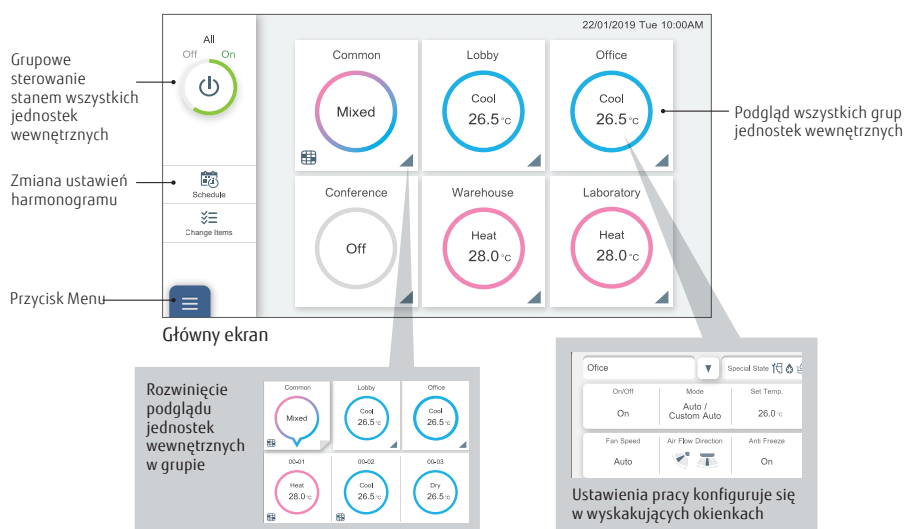 22/01/2019 Tue 10:00AM
All
Off On
Grupowe
sterowanie
stanem wszystkich
jednostek
wewnętrznych
Zmiana ustawień
harmonogramu
Schedule
Change Items
Przycisk Menu
Common
Mixed
Lobby
Cool
26.5 °C
Office
Cool
26.5 °C
Podgląd wszystkich grup
jednostek wewnętrznych
Conference
Off
Warehouse
Heat
28.0 °C
Laboratory
Heat
28.0 °C
Główny ekran
Rozwinięcie
podglądu
jednostek
wewnętrznych
w grupie
Common
Mixed
Lobby
Cool
26.5 °C
Office
Cool
26.5 °C
00-01
Heat
28.0 °C
00-02
Cool
26.5 °C
00-03
Dry
26.5 °C
Ofice
Special State
On/Off
On
Mode
Auto /
Custom Auto
Set Temp.
26.0 °C
Fan Speed
Auto
Air Flow Direction
Anti Freeze
On
Ustawienia pracy konfiguruje się
w wyskakujących okienkach